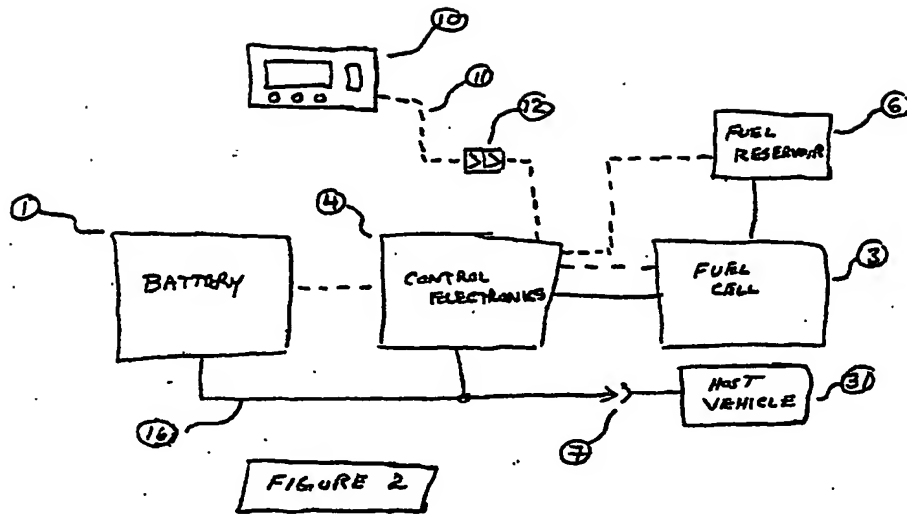 10
11
12
FUEL
RESERVOIR
6
1
4
BATTERY
CONTROL
ELECTRONICS
FUEL
CELL
3
HOST
VEHICLE
31
16
7
FIGURE 2